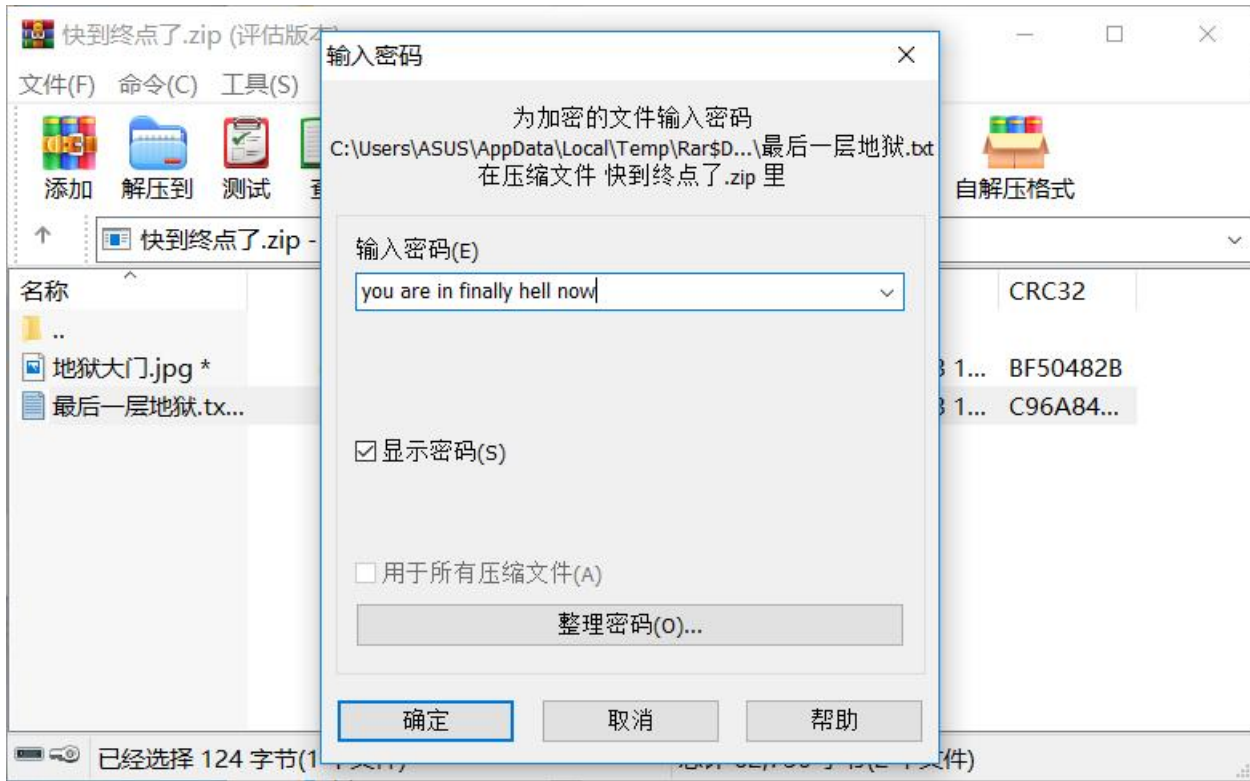 快到终点了.zip (评估版本
文件(F) 命令(C) 工具(S)
添加 解压到 测试
自解压格式
快到终点了.zip -
名称 CRC32
..
地狱大门.jpg * 3 1... BF50482B
最后一层地狱.tx... 3 1... C96A84...
已经选择 124 字节(1
输入密码
为加密的文件输入密码
C:\Users\ASUS\AppData\Local\Temp\Rar$D...\最后一层地狱.txt
在压缩文件 快到终点了.zip 里
输入密码(E)
you are in finally hell now
显示密码(S)
用于所有压缩文件(A)
整理密码(O)...
确定 取消 帮助